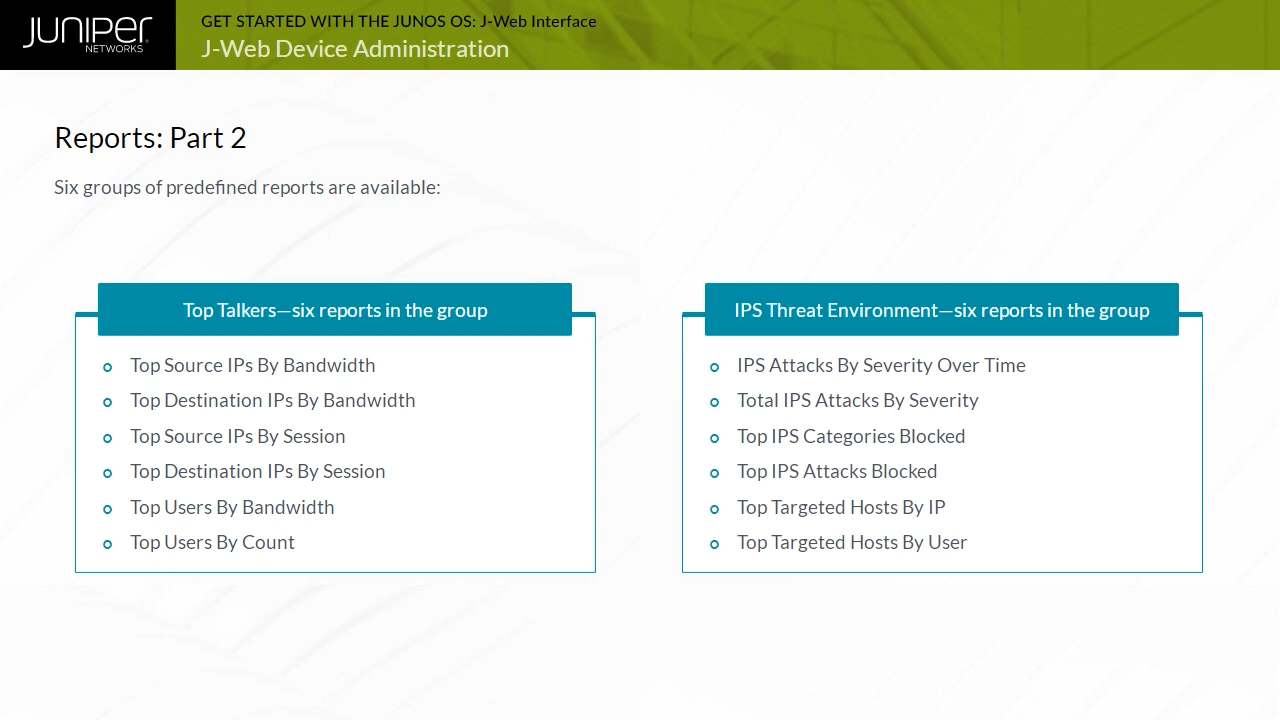 JUNIPER
NETWORKS
GET STARTED WITH THE JUNOS OS: J-Web Interface
J-Web Device Administration
Reports: Part 2
Six groups of predefined reports are available:
Top Talkers—six reports in the group
Top Source IPs By Bandwidth
Top Destination IPs By Bandwidth
Top Source IPs By Session
Top Destination IPs By Session
Top Users By Bandwidth
Top Users By Count
IPS Threat Environment—six reports in the group
IPS Attacks By Severity Over Time
Total IPS Attacks By Severity
Top IPS Categories Blocked
Top IPS Attacks Blocked
Top Targeted Hosts By IP
Top Targeted Hosts By User